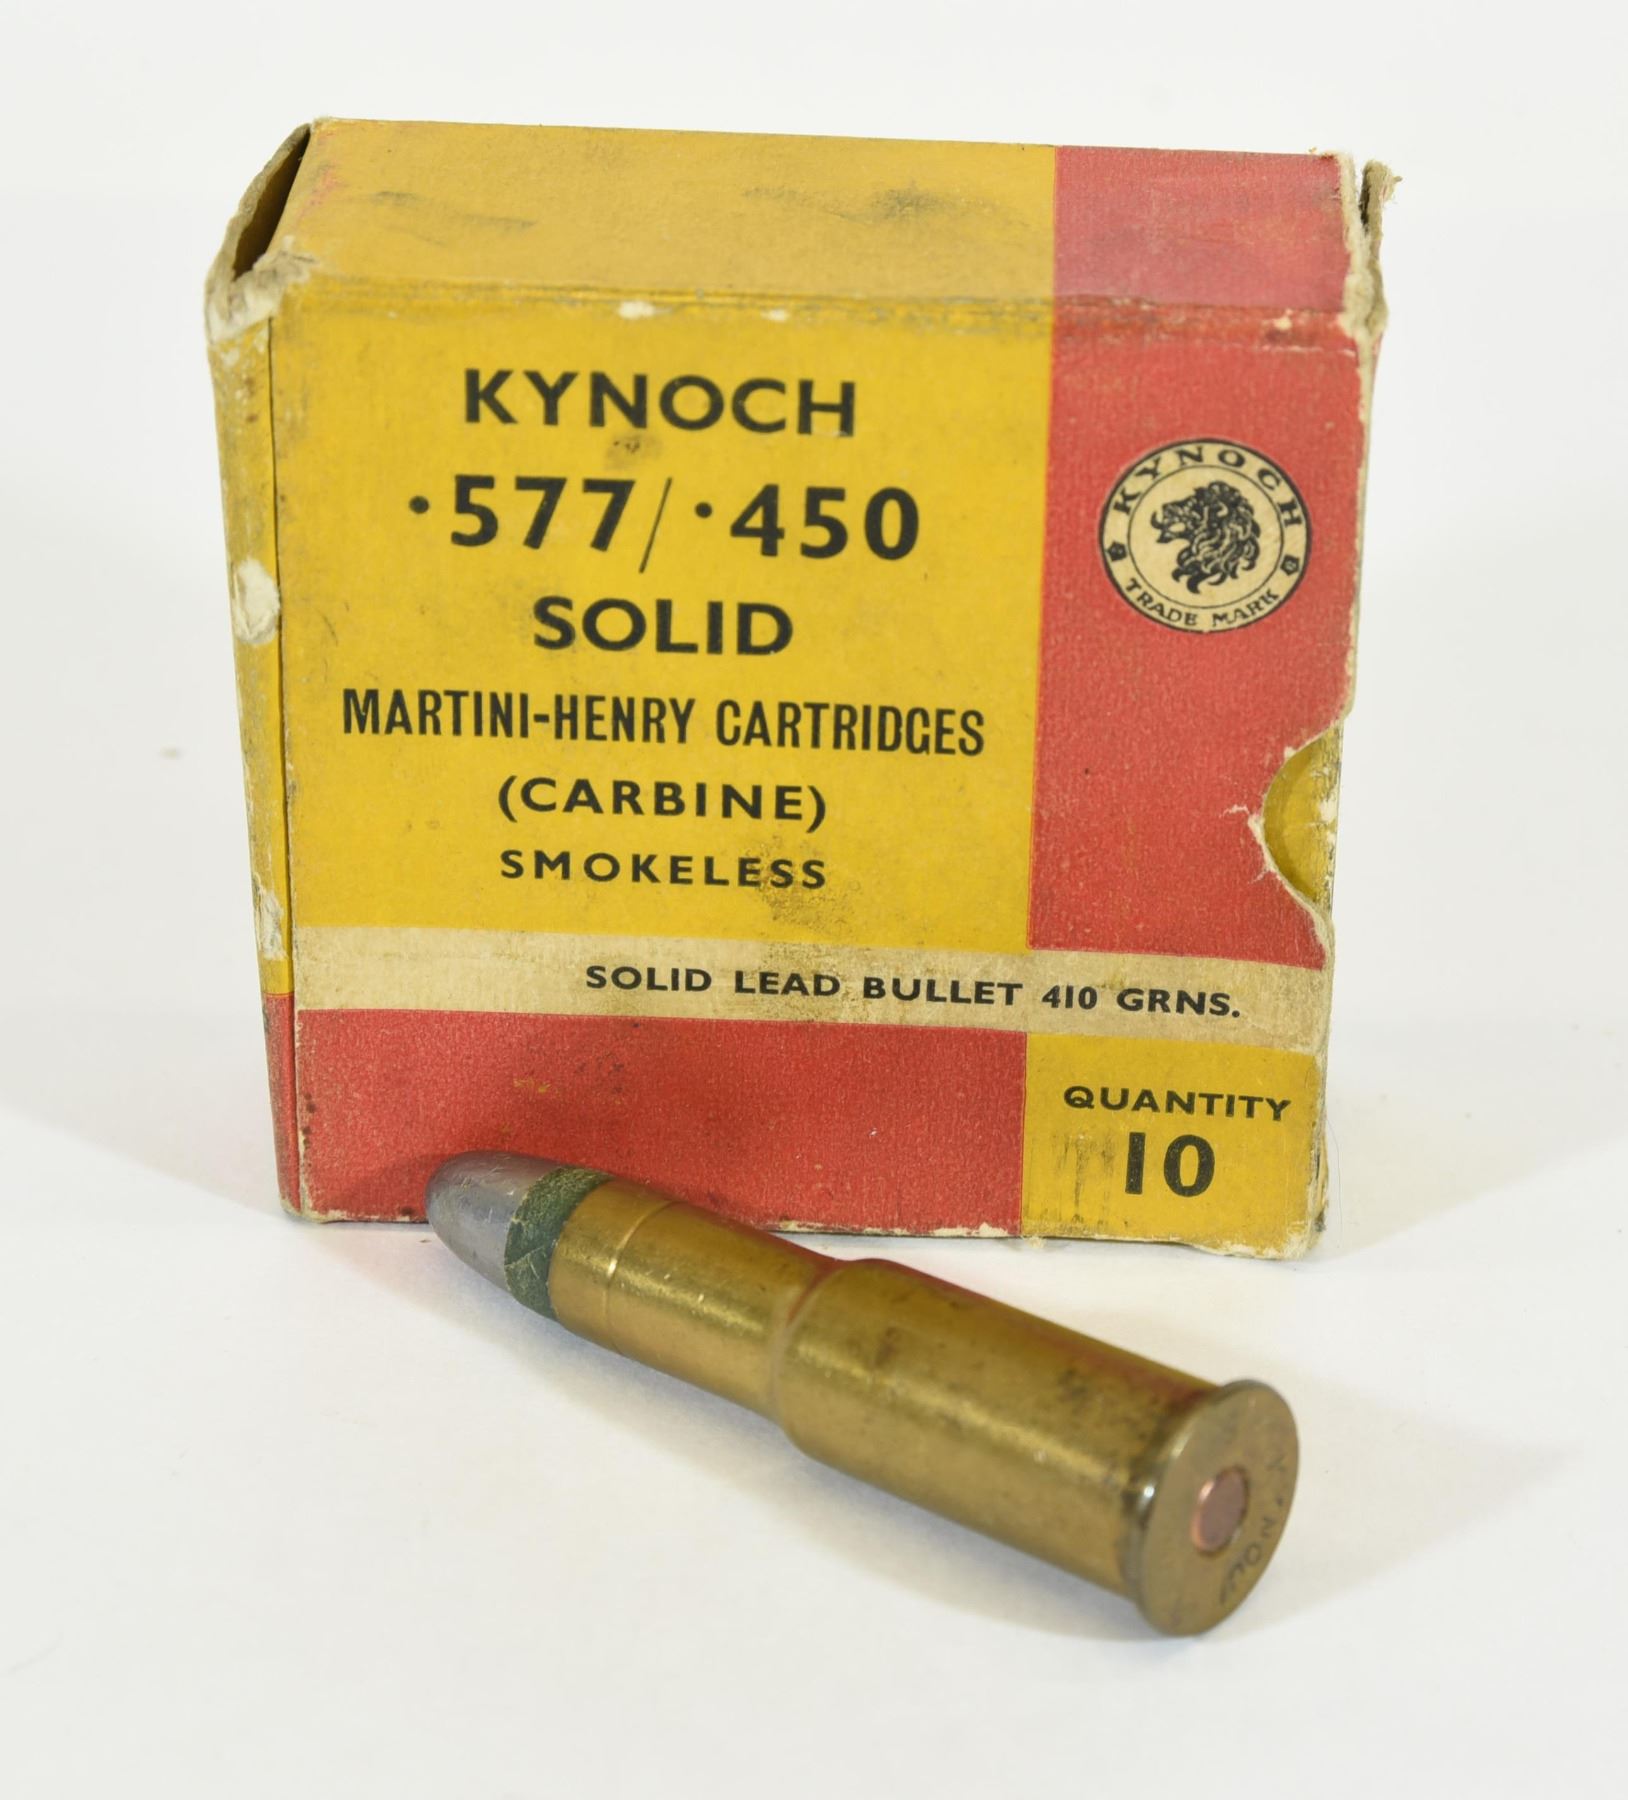 KYNOCH
·577/·450
SOLID
MARTINI-HENRY CARTRIDGES
(CARBINE)
SMOKELESS
KYNOCH
TRADE MARK
SOLID LEAD BULLET 410 GRNS.
QUANTITY
10
KYNOCH